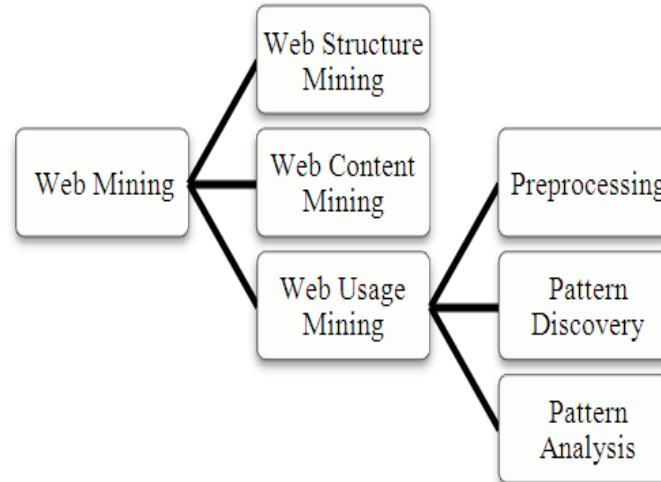 Web Structure
Mining
Web Mining
Web Content
Mining
Preprocessing
Web Usage
Mining
Pattern
Discovery
Pattern
Analysis